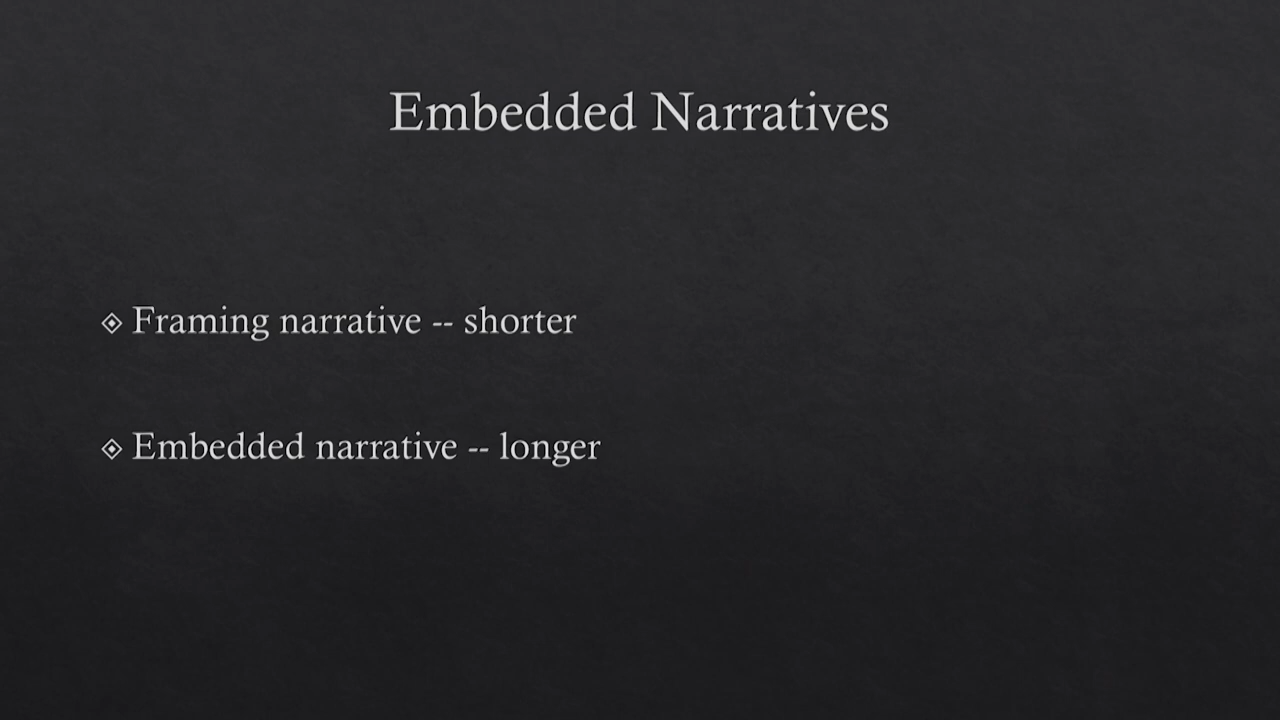 Embedded Narratives
Framing narrative -- shorter
Embedded narrative -- longer